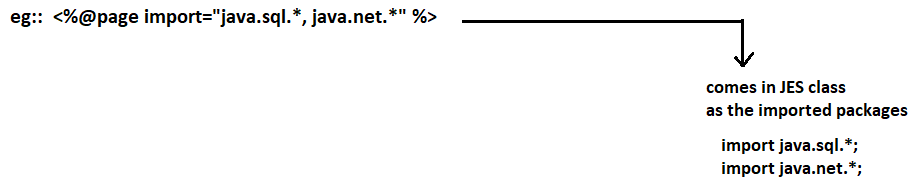 eg:: <%@page import="java.sql.*, java.net.*" %>
comes in JES class
as the imported packages
import java.sql.*;
import java.net.*;